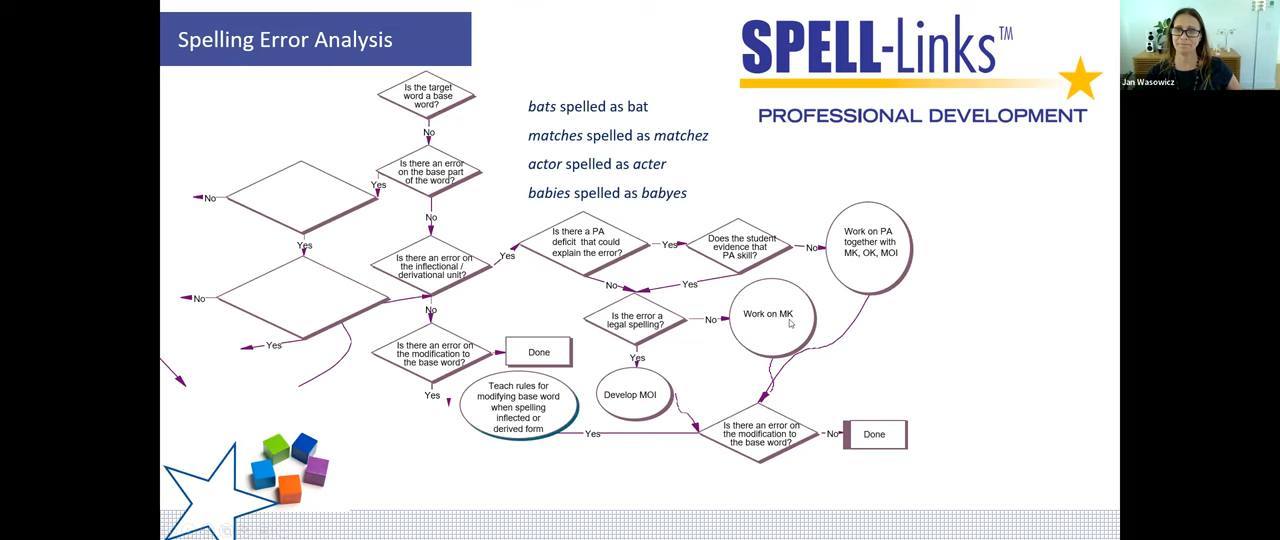 Spelling Error Analysis
SPELL-Links™
PROFESSIONAL DEVELOPMENT
Jan Wasowicz
Is the target
word a base
word?
No
bats spelled as bat
matches spelled as matchez
actor spelled as acter
babies spelled as babyes
Is there an error
on the base part
of the word?
Yes
No
No
Yes
Is there an error on
the inflectional /
derivational unit?
Yes
Is there a PA
deficit that could
explain the error?
Yes
Does the student
evidence that
PA skill?
No
Work on PA
together with
MK, OK, MOI
No
Yes
No
No
Yes
Is the error a
legal spelling?
No
Work on MK
Yes
Is there an error on
the modification to
the base word?
Done
Yes
Teach rules for
modifying base word
when spelling
inflected or
derived form
Develop MOI
Yes
Is there an error on
the modification to
the base word?
No
Done